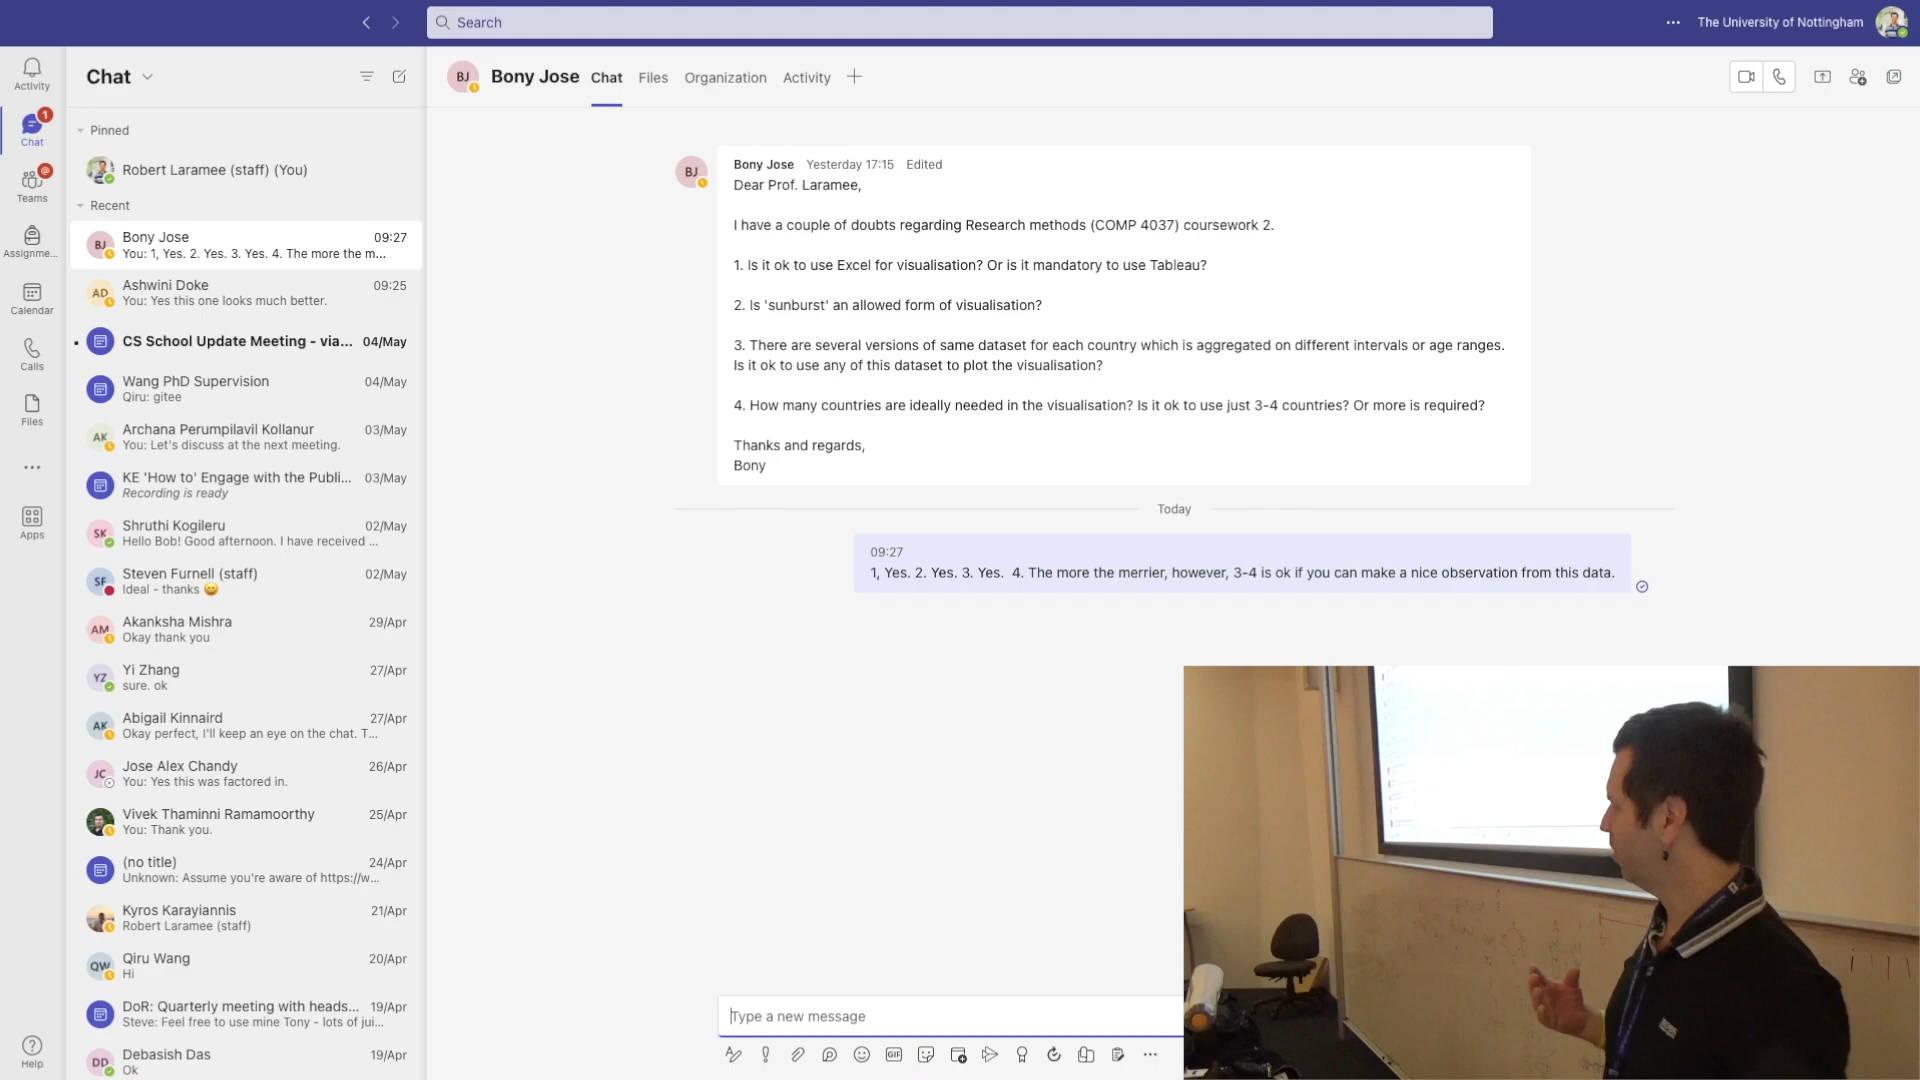 Search
The University of Nottingham
Activity
Chat
1
Teams
@
Assignme...
Calendar
Calls
Files
Apps
Help
Chat
Pinned
Robert Laramee (staff) (You)
Recent
BJ
Bony Jose 09:27
You: 1, Yes. 2. Yes. 3. Yes. 4. The more the m...
AD
Ashwini Doke 09:25
You: Yes this one looks much better.
CS School Update Meeting - via... 04/May
Wang PhD Supervision 04/May
Qiru: gitee
AK
Archana Perumpilavil Kollanur 03/May
You: Let's discuss at the next meeting.
KE 'How to' Engage with the Publi... 03/May
Recording is ready
SK
Shruthi Kogileru 02/May
Hello Bob! Good afternoon. I have received ...
SF
Steven Furnell (staff) 02/May
Ideal - thanks 😀
AM
Akanksha Mishra 29/Apr
Okay thank you
YZ
Yi Zhang 27/Apr
sure. ok
AK
Abigail Kinnaird 27/Apr
Okay perfect, I'll keep an eye on the chat. T...
JC
Jose Alex Chandy 26/Apr
You: Yes this was factored in.
Vivek Thaminni Ramamoorthy 25/Apr
You: Thank you.
(no title) 24/Apr
Unknown: Assume you're aware of https://w...
Kyros Karayiannis 21/Apr
Robert Laramee (staff)
QW
Qiru Wang 20/Apr
Hi
DoR: Quarterly meeting with heads... 19/Apr
Steve: Feel free to use mine Tony - lots of jui...
DD
Debasish Das 19/Apr
Ok
BJ Bony Jose Chat Files Organization Activity
BJ
Bony Jose Yesterday 17:15 Edited
Dear Prof. Laramee,
I have a couple of doubts regarding Research methods (COMP 4037) coursework 2.
1. Is it ok to use Excel for visualisation? Or is it mandatory to use Tableau?
2. Is 'sunburst' an allowed form of visualisation?
3. There are several versions of same dataset for each country which is aggregated on different intervals or age ranges.
Is it ok to use any of this dataset to plot the visualisation?
4. How many countries are ideally needed in the visualisation? Is it ok to use just 3-4 countries? Or more is required?
Thanks and regards,
Bony
Today
09:27
1, Yes. 2. Yes. 3. Yes.  4. The more the merrier, however, 3-4 is ok if you can make a nice observation from this data.
Type a new message
GIF